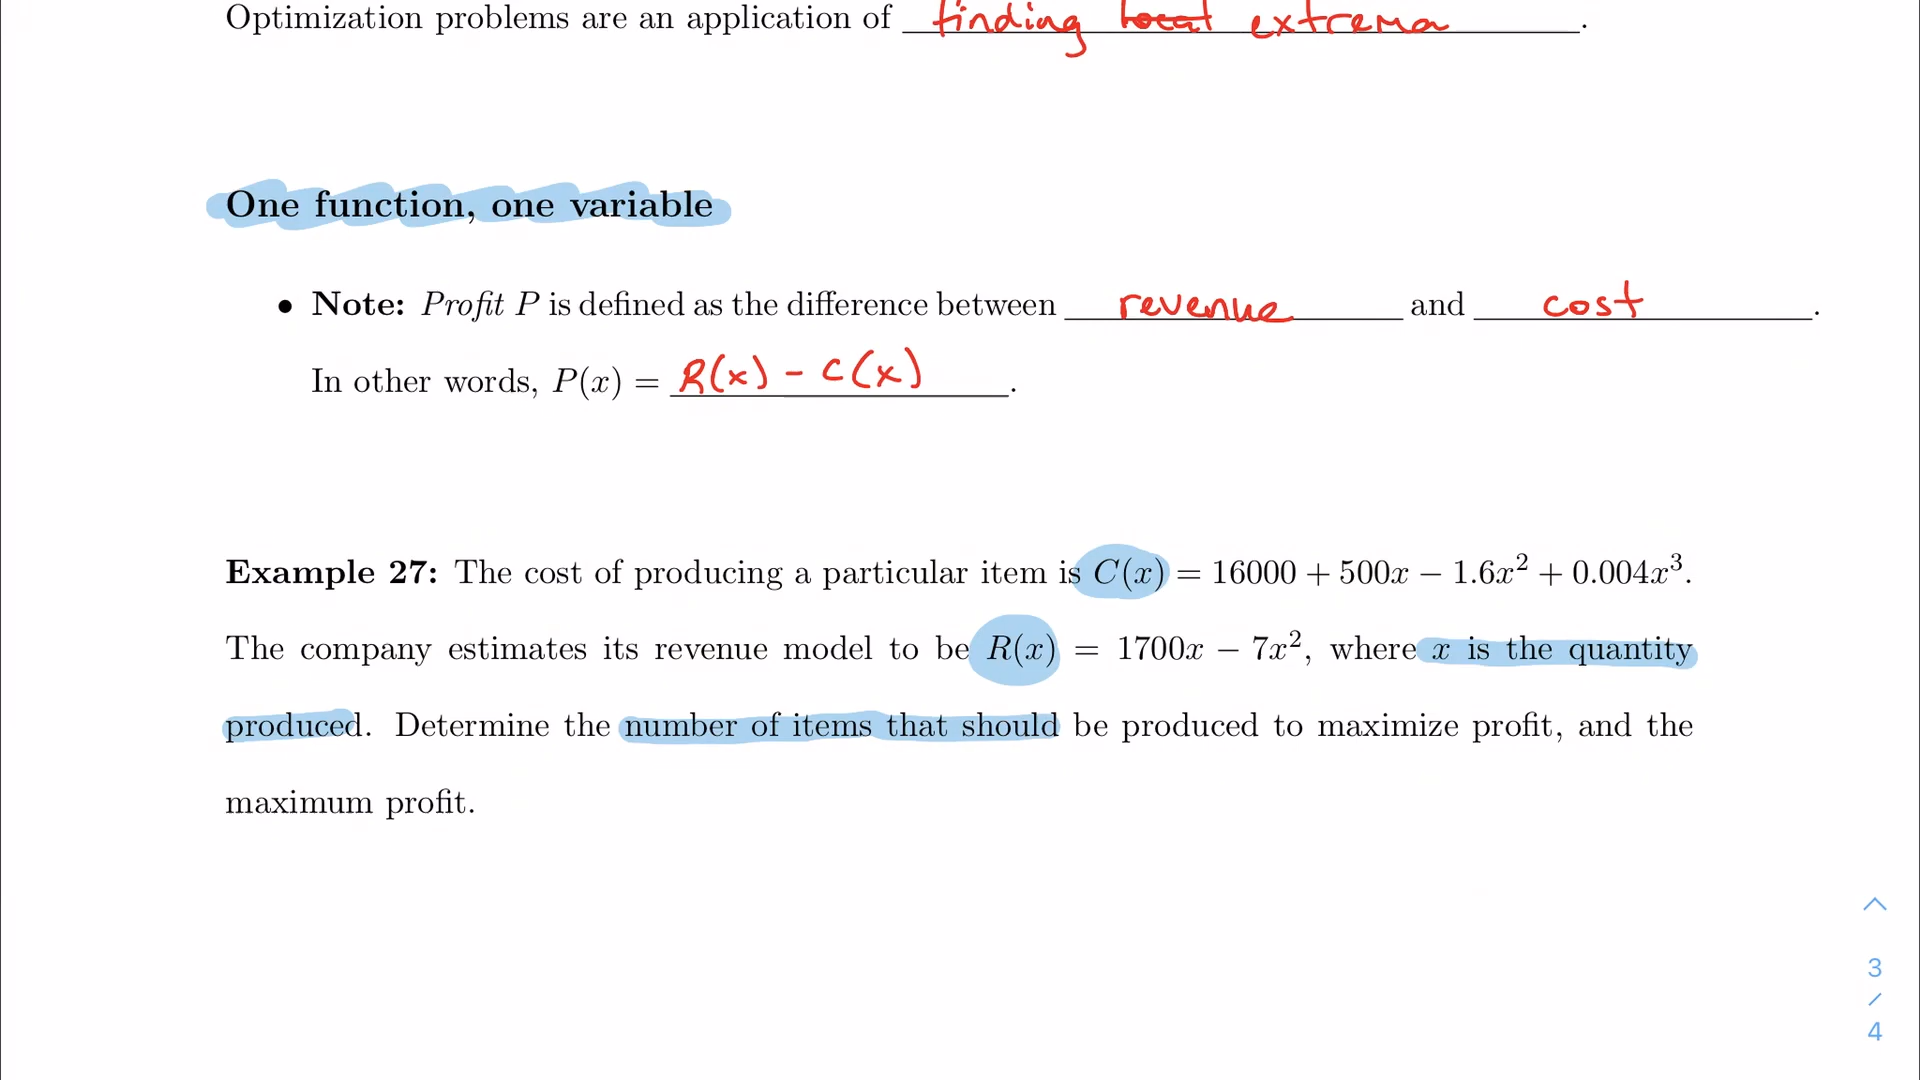 Optimization problems are an application of finding local extrema.
One function, one variable
• Note: Profit P is defined as the difference between revenue and cost.
In other words, P(x) = R(x) - C(x).
Example 27: The cost of producing a particular item is C(x) = 16000 + 500x − 1.6x² + 0.004x³.
The company estimates its revenue model to be R(x) = 1700x − 7x², where x is the quantity
produced. Determine the number of items that should be produced to maximize profit, and the
maximum profit.
3
/
4